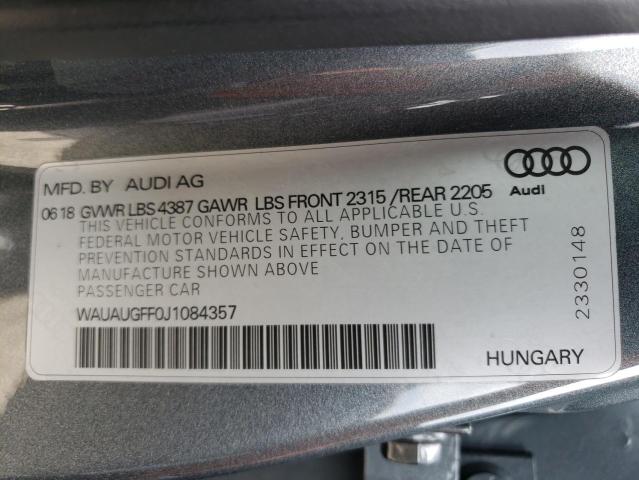 MFD. BY AUDI AG
0618 GVWR LBS 4387 GAWR LBS FRONT 2315 / REAR 2205
THIS VEHICLE CONFORMS TO ALL APPLICABLE U.S.
FEDERAL MOTOR VEHICLE SAFETY, BUMPER AND THEFT
PREVENTION STANDARDS IN EFFECT ON THE DATE OF
MANUFACTURE SHOWN ABOVE
PASSENGER CAR
WAUAUGFF0J1084357
Audi
2330148
HUNGARY